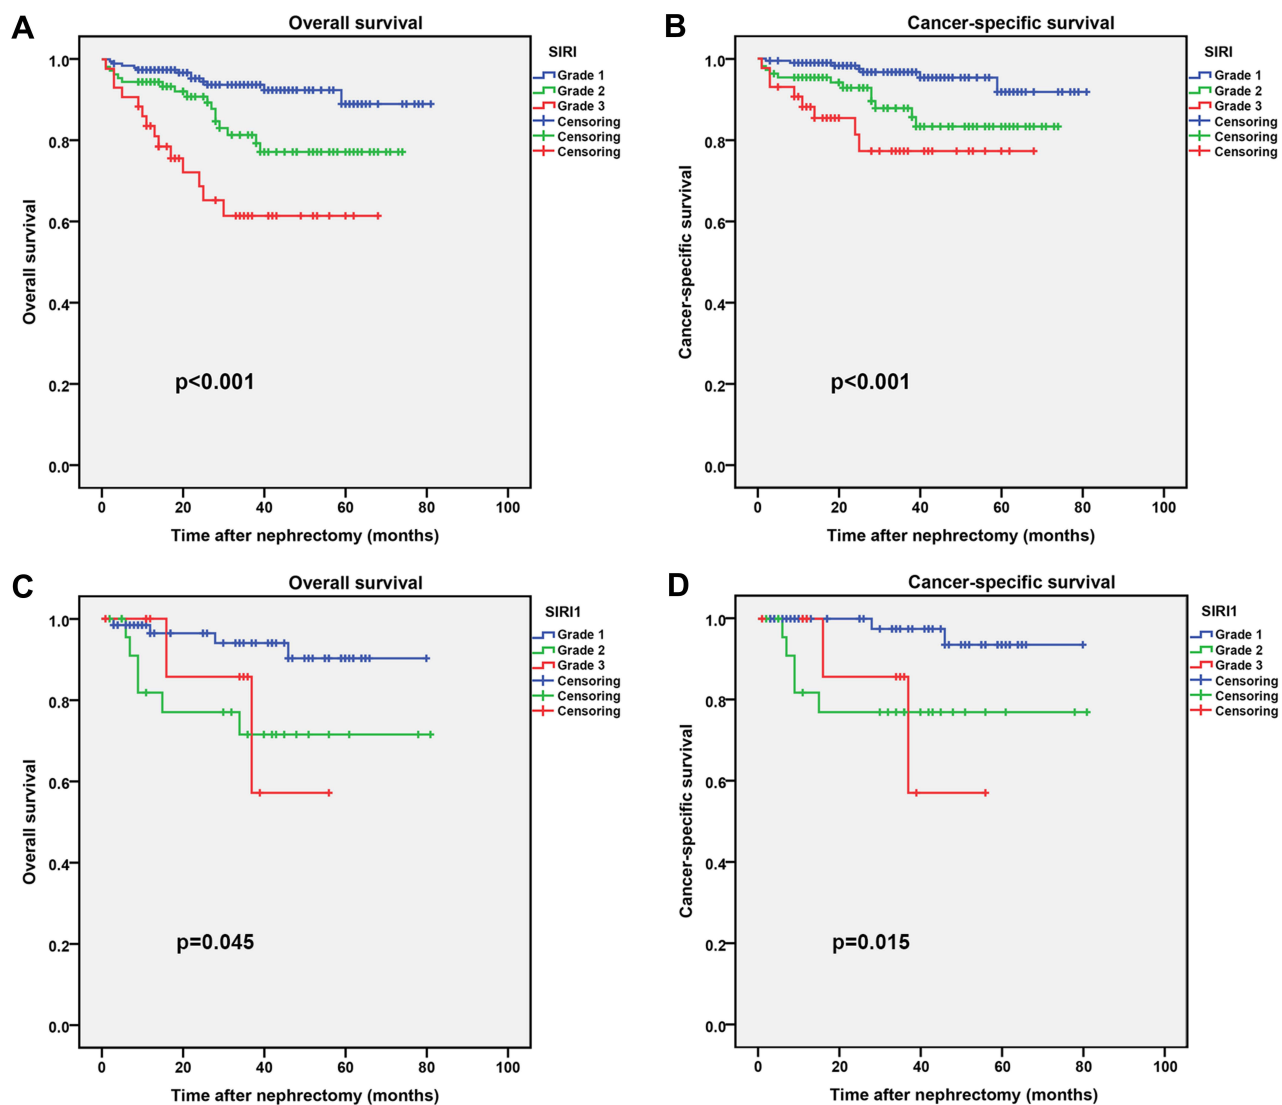 A
Overall survival
SIRI
Grade 1
Grade 2
Grade 3
Censoring
Censoring
Censoring
1.0
0.8
0.6
0.4
0.2
0.0
Overall survival
p<0.001
0 20 40 60 80 100
Time after nephrectomy (months)
B
Cancer-specific survival
SIRI
Grade 1
Grade 2
Grade 3
Censoring
Censoring
Censoring
1.0
0.8
0.6
0.4
0.2
0.0
Cancer-specific survival
p<0.001
0 20 40 60 80 100
Time after nephrectomy (months)
C
Overall survival
SIRI1
Grade 1
Grade 2
Grade 3
Censoring
Censoring
Censoring
1.0
0.8
0.6
0.4
0.2
0.0
Overall survival
p=0.045
0 20 40 60 80 100
Time after nephrectomy (months)
D
Cancer-specific survival
SIRI1
Grade 1
Grade 2
Grade 3
Censoring
Censoring
Censoring
1.0
0.8
0.6
0.4
0.2
0.0
Cancer-specific survival
p=0.015
0 20 40 60 80 100
Time after nephrectomy (months)